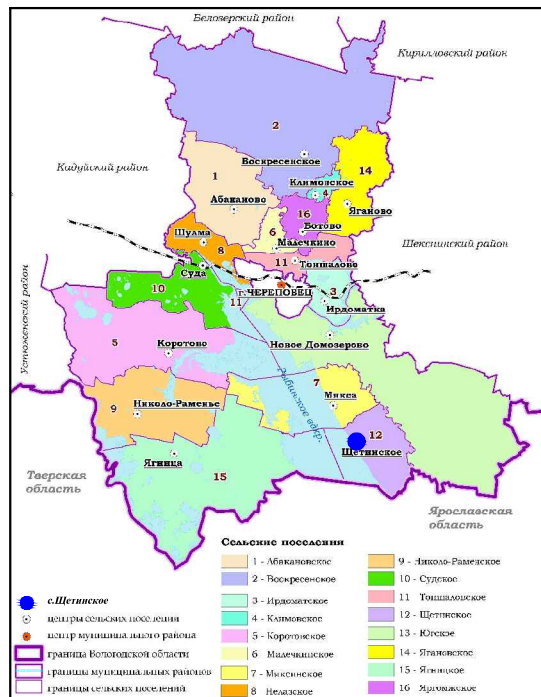 Белозерский район
Кирилловский район
2
Воскресенское
Кадуйский район
1
14
Климовское
4
Абаканово
16
Яганово
Ботово
Шулма
6
Малечкино
8
Шекснинский район
11
Тоншалово
Суда
г.ЧЕРЕПОВЕЦ
3
10
11
Ирдоматка
Устюженский район
5
Новое Домозерово
Коротово
Рыбинское вдхр.
7
Микса
9
Николо-Раменье
12
Щетинское
Ягница
15
Тверская
область
Ярославская
область
Сельские поселения
1 - Абакановское
2 - Воскресенское
3 - Ирдоматское
4 - Климовское
5 - Коротовское
6 - Малечкинское
7 - Миксинское
8 - Нелазское
9 - Николо-Раменское
10 - Судское
11 Тоншаловское
12 - Щетинское
13 - Югское
14 - Ягановское
15 - Ягницкое
16 Яргомжское
с.Щетинское
центры сельских поселений
центр муниципального района
граница Вологодской области
границы муниципальных районов
границы сельских поселений